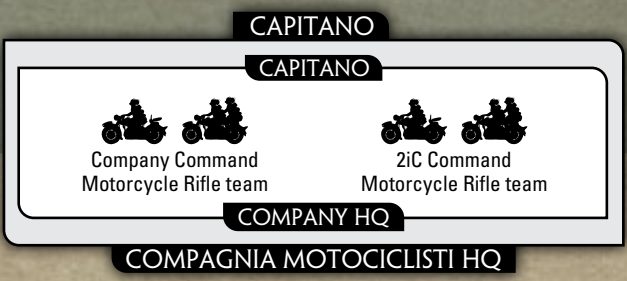 CAPITANO
CAPITANO
Company Command
Motorcycle Rifle team
2iC Command
Motorcycle Rifle team
COMPANY HQ
COMPAGNIA MOTOCICLISTI HQ